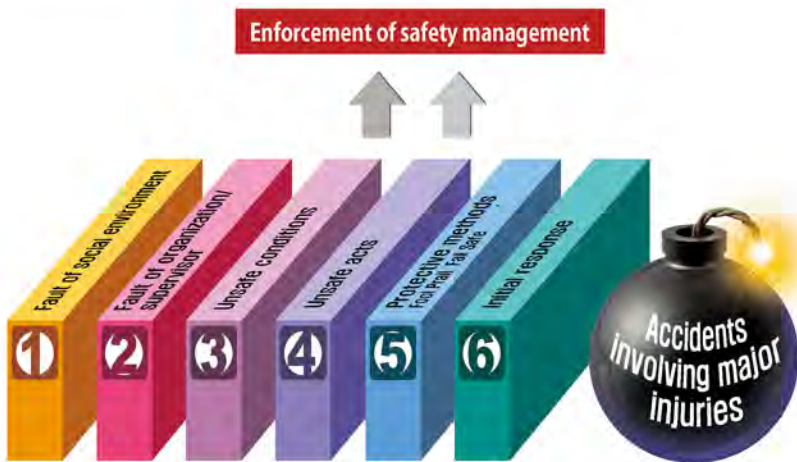 Enforcement of safety management
Fault of social environment
Fault of organization/
supervisor
Unsafe conditions
Unsafe acts
Protective methods
Fool Prall Fail Safe
Initial response
1
2
3
4
5
6
Accidents
involving major
injuries